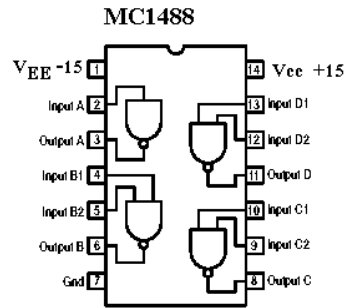 MC1488
VEE -15 1 14 Vcc +15
Input A 2 13 Input D1
Output A 3 12 Input D2
Input B1 4 11 Output D
Input B2 5 10 Input C1
Output B 6 9 Input C2
Gnd 7 8 Output C